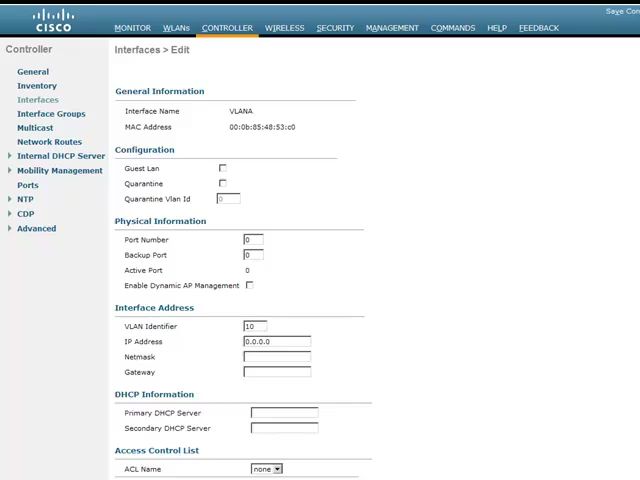 Save Con
CISCO
MONITOR WLANs CONTROLLER WIRELESS SECURITY MANAGEMENT COMMANDS HELP FEEDBACK
Controller
General
Inventory
Interfaces
Interface Groups
Multicast
Network Routes
Internal DHCP Server
Mobility Management
Ports
NTP
CDP
Advanced
Interfaces > Edit
General Information
Interface Name VLANA
MAC Address 00:0b:85:48:53:c0
Configuration
Guest Lan
Quarantine
Quarantine Vlan Id 0
Physical Information
Port Number 0
Backup Port 0
Active Port 0
Enable Dynamic AP Management
Interface Address
VLAN Identifier 10
IP Address 0.0.0.0
Netmask
Gateway
DHCP Information
Primary DHCP Server
Secondary DHCP Server
Access Control List
ACL Name none